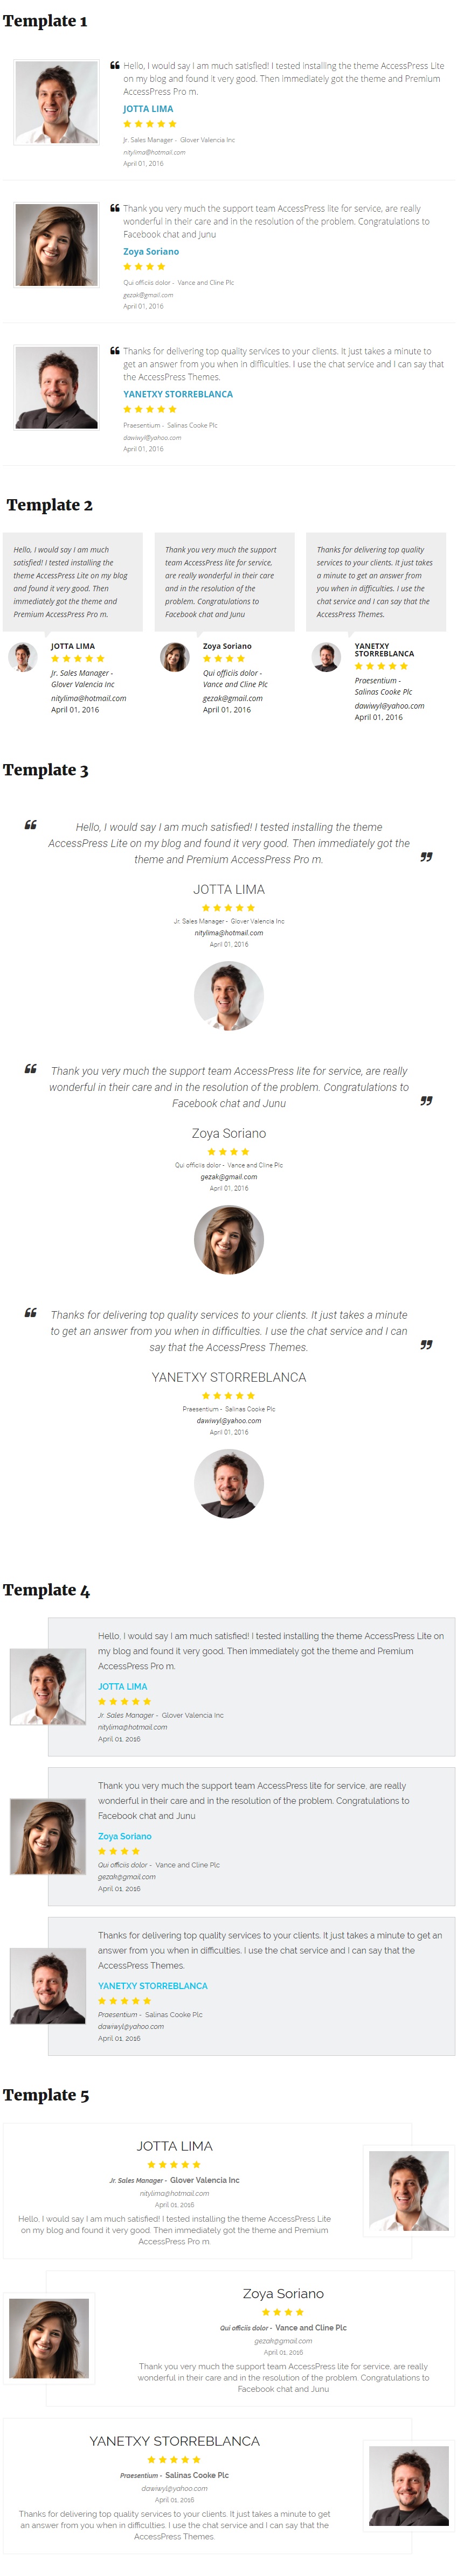 Template 1
Hello, I would say I am much satisfied! I tested installing the theme AccessPress Lite
on my blog and found it very good. Then immediately got the theme and Premium
AccessPress Pro m.
JOTTA LIMA
Jr. Sales Manager - Glover Valencia Inc
nitylima@hotmail.com
April 01, 2016
Thank you very much the support team AccessPress lite for service, are really
wonderful in their care and in the resolution of the problem. Congratulations to
Facebook chat and Junu
Zoya Soriano
Qui officiis dolor - Vance and Cline Plc
gezak@gmail.com
April 01, 2016
Thanks for delivering top quality services to your clients. It just takes a minute to
get an answer from you when in difficulties. I use the chat service and I can say that
the AccessPress Themes.
YANETXY STORREBLANCA
Praesentium - Salinas Cooke Plc
dawiwyl@yahoo.com
April 01, 2016
Template 2
Hello, I would say I am much
satisfied! I tested installing the
theme AccessPress Lite on my blog
and found it very good. Then
immediately got the theme and
Premium AccessPress Pro m.
JOTTA LIMA
Jr. Sales Manager -
Glover Valencia Inc
nitylima@hotmail.com
April 01, 2016
Thank you very much the support
team AccessPress lite for service,
are really wonderful in their care
and in the resolution of the
problem. Congratulations to
Facebook chat and Junu
Zoya Soriano
Qui officiis dolor -
Vance and Cline Plc
gezak@gmail.com
April 01, 2016
Thanks for delivering top quality
services to your clients. It just takes
a minute to get an answer from
you when in difficulties. I use the
chat service and I can say that the
AccessPress Themes.
YANETXY
STORREBLANCA
Praesentium -
Salinas Cooke Plc
dawiwyl@yahoo.com
April 01, 2016
Template 3
Hello, I would say I am much satisfied! I tested installing the theme
AccessPress Lite on my blog and found it very good. Then immediately got the
theme and Premium AccessPress Pro m.
JOTTA LIMA
Jr. Sales Manager - Glover Valencia Inc
nitylima@hotmail.com
April 01, 2016
Thank you very much the support team AccessPress lite for service, are really
wonderful in their care and in the resolution of the problem. Congratulations to
Facebook chat and Junu
Zoya Soriano
Qui officiis dolor - Vance and Cline Plc
gezak@gmail.com
April 01, 2016
Thanks for delivering top quality services to your clients. It just takes a minute
to get an answer from you when in difficulties. I use the chat service and I can
say that the AccessPress Themes.
YANETXY STORREBLANCA
Praesentium - Salinas Cooke Plc
dawiwyl@yahoo.com
April 01, 2016
Template 4
Hello, I would say I am much satisfied! I tested installing the theme AccessPress Lite on
my blog and found it very good. Then immediately got the theme and Premium
AccessPress Pro m.
JOTTA LIMA
Jr. Sales Manager - Glover Valencia Inc
nitylima@hotmail.com
April 01, 2016
Thank you very much the support team AccessPress lite for service, are really
wonderful in their care and in the resolution of the problem. Congratulations to
Facebook chat and Junu
Zoya Soriano
Qui officiis dolor - Vance and Cline Plc
gezak@gmail.com
April 01, 2016
Thanks for delivering top quality services to your clients. It just takes a minute to get an
answer from you when in difficulties. I use the chat service and I can say that the
AccessPress Themes.
YANETXY STORREBLANCA
Praesentium - Salinas Cooke Plc
dawiwyl@yahoo.com
April 01, 2016
Template 5
JOTTA LIMA
Jr. Sales Manager - Glover Valencia Inc
nitylima@hotmail.com
April 01, 2016
Hello, I would say I am much satisfied! I tested installing the theme AccessPress Lite
on my blog and found it very good. Then immediately got the theme and Premium
AccessPress Pro m.
Zoya Soriano
Qui officiis dolor - Vance and Cline Plc
gezak@gmail.com
April 01, 2016
Thank you very much the support team AccessPress lite for service, are really
wonderful in their care and in the resolution of the problem. Congratulations to
Facebook chat and Junu
YANETXY STORREBLANCA
Praesentium - Salinas Cooke Plc
dawiwyl@yahoo.com
April 01, 2016
Thanks for delivering top quality services to your clients. It just takes a minute to get
an answer from you when in difficulties. I use the chat service and I can say that the
AccessPress Themes.